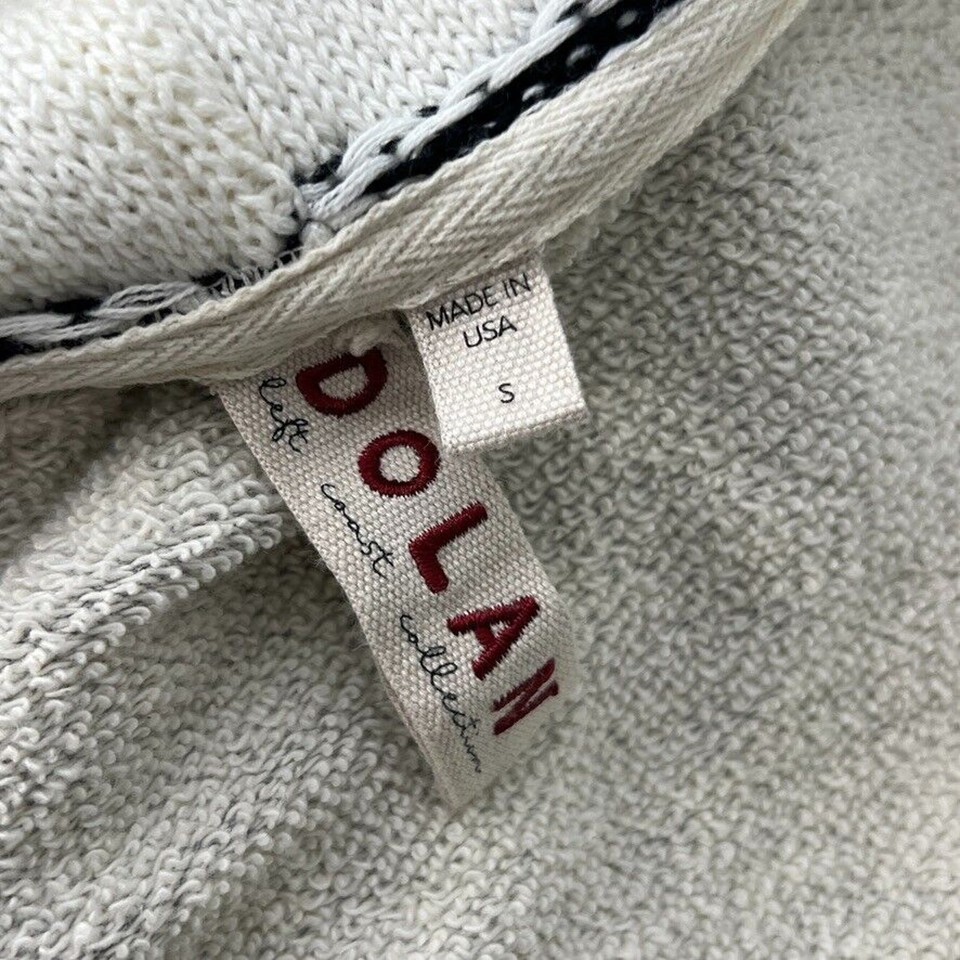 MADE IN
USA
S
DOLAN
left coast collection